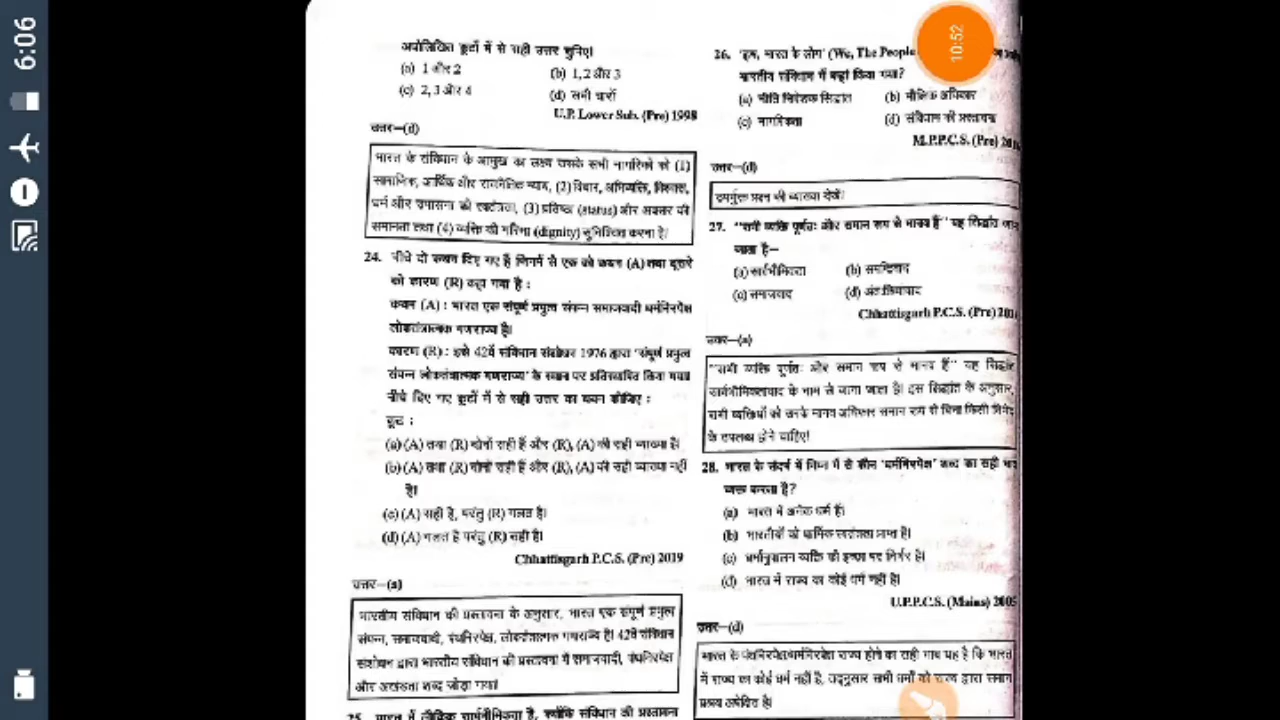 6:06
10:52
अधोलिखित कूटों में से सही उत्तर चुनिए।
(a) 1 और 2
(b) 1, 2 और 3
(c) 2, 3 और 4
(d) सभी चारों
U.P. Lower Sub. (Pre) 1998
उत्तर—(d)
भारत के संविधान के आमुख का लक्ष्य उसके सभी नागरिकों को (1)
सामाजिक, आर्थिक और राजनैतिक न्याय, (2) विचार, अभिव्यक्ति, विश्वास,
धर्म और उपासना की स्वतंत्रता, (3) प्रतिष्ठा (status) और अवसर की
समानता तथा (4) व्यक्ति की गरिमा (dignity) सुनिश्चित करना है।
24. नीचे दो कथन दिए गए हैं जिनमें से एक को कथन (A) तथा दूसरे
को कारण (R) कहा गया है :
कथन (A) : भारत एक संपूर्ण प्रभुत्व संपन्न समाजवादी धर्मनिरपेक्ष
लोकतंत्रात्मक गणराज्य है।
कारण (R) : इसे 42वें संविधान संशोधन 1976 द्वारा 'संपूर्ण प्रभुत्व
संपन्न लोकतंत्रात्मक गणराज्य' के स्थान पर प्रतिस्थापित किया गया।
नीचे दिए गए कूटों में से सही उत्तर का चयन कीजिए :
कूट :
(a) (A) तथा (R) दोनों सही हैं और (R), (A) की सही व्याख्या है।
(b) (A) तथा (R) दोनों सही हैं और (R), (A) की सही व्याख्या नहीं
है।
(c) (A) सही है, परंतु (R) गलत है।
(d) (A) गलत है परंतु (R) सही है।
Chhattisgarh P.C.S. (Pre) 2019
उत्तर—(a)
भारतीय संविधान की प्रस्तावना के अनुसार, भारत एक संपूर्ण प्रभुत्व
संपन्न, समाजवादी, पंथनिरपेक्ष, लोकतंत्रात्मक गणराज्य है। 42वें संविधान
संशोधन द्वारा भारतीय संविधान की प्रस्तावना में समाजवादी, पंथनिरपेक्ष
और अखंडता शब्द जोड़ा गया।
25. भारत में लौकिक सार्वभौमिकता है, क्योंकि संविधान की प्रस्तावना
26. 'हम, भारत के लोग' (We, The People
भारतीय संविधान में कहां किया गया?
(a) नीति निदेशक सिद्धांत
(b) मौलिक अधिकार
(c) नागरिकता
(d) संविधान की प्रस्तावना
M.P.P.C.S. (Pre)
उत्तर—(d)
उपर्युक्त प्रश्न की व्याख्या देखें।
27. ''सभी व्यक्ति पूर्णतः और समान रूप से मानव हैं'' यह सिद्धांत
जाता है—
(a) सार्वभौमिकता
(b) समष्टिवाद
(c) समाजवाद
(d) अंतःक्रियावाद
Chhattisgarh P.C.S. (Pre)
उत्तर—(a)
''सभी व्यक्ति पूर्णतः और समान रूप से मानव हैं'' यह सिद्धांत
सार्वभौमिकतावाद के नाम से जाना जाता है। इस सिद्धांत के अनुसार,
सभी व्यक्तियों को उनके मानव अधिकार समान रूप से बिना किसी विभेद
के उपलब्ध होने चाहिए।
28. भारत के संदर्भ में निम्न में से कौन 'धर्मनिरपेक्ष' शब्द का सही
व्यक्त करता है?
(a) भारत में अनेक धर्म हैं।
(b) भारतीयों को धार्मिक स्वतंत्रता प्राप्त है।
(c) धर्मानुपालन व्यक्ति की इच्छा पर निर्भर है।
(d) भारत में राज्य का कोई धर्म नहीं है।
U.P.P.C.S. (Mains) 2005
उत्तर—(d)
भारत के पंथनिरपेक्ष/धर्मनिरपेक्ष राज्य होने का सही भाव यह है कि भारत
में राज्य का कोई धर्म नहीं है, तद्नुसार सभी धर्मों को राज्य द्वारा समान
प्रश्रय अपेक्षित है।